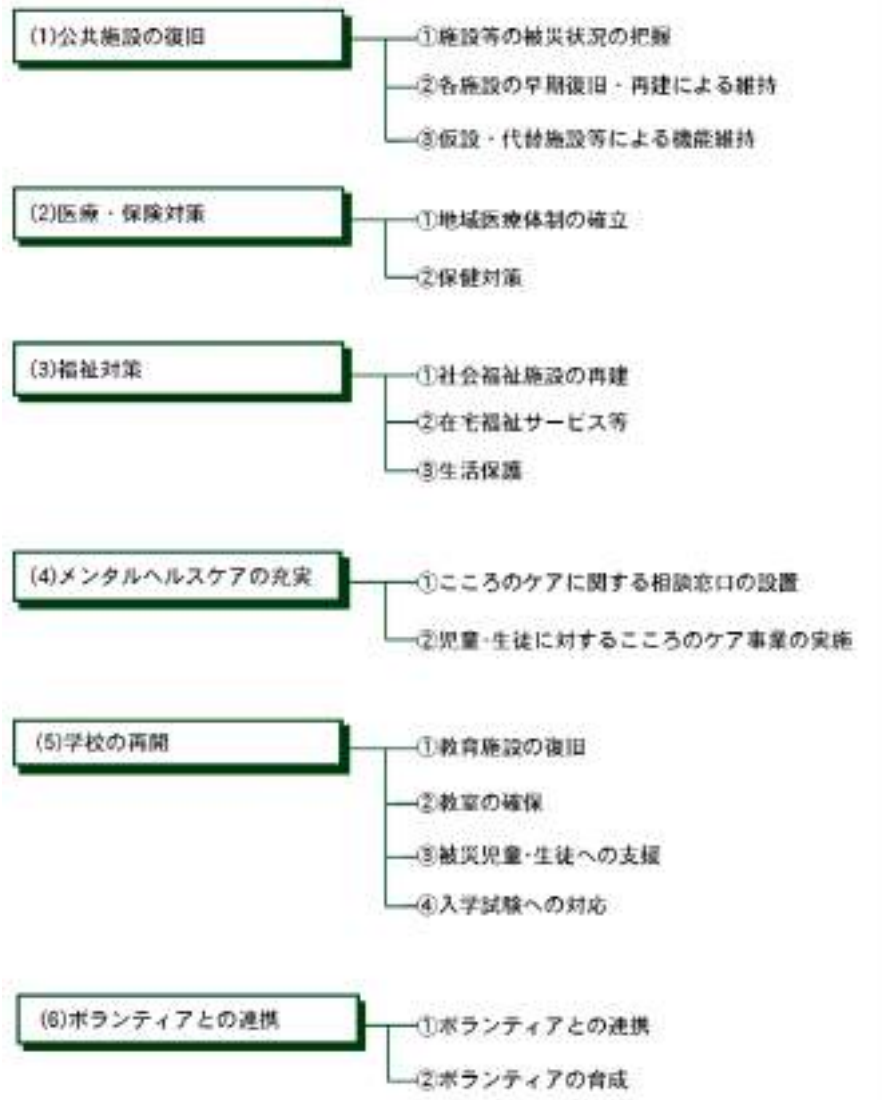 (1)公共施設の復旧
①施設等の被災状況の把握
②各施設の早期復旧・再建による維持
③仮設・代替施設等による機能維持
(2)医療・保険対策
①地域医療体制の確立
②保健対策
(3)福祉対策
①社会福祉施設の再建
②在宅福祉サービス等
③生活保護
(4)メンタルヘルスケアの充実
①こころのケアに関する相談窓口の設置
②児童・生徒に対するこころのケア事業の実施
(5)学校の再開
①教育施設の復旧
②教室の確保
③被災児童・生徒への支援
④入学試験への対応
(6)ボランティアとの連携
①ボランティアとの連携
②ボランティアの育成